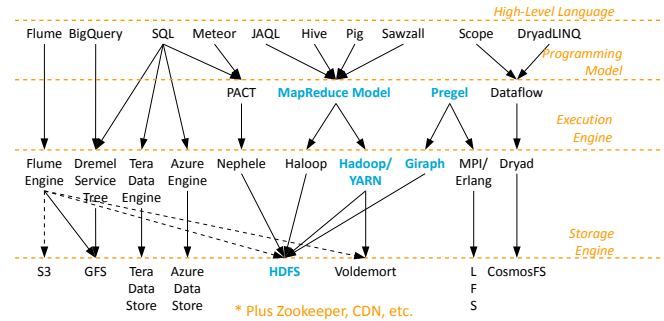 High-Level Language
Flume BigQuery SQL Meteor JAQL Hive Pig Sawzall Scope DryadLINQ
Programming
Model
PACT MapReduce Model Pregel Dataflow
Execution
Engine
Flume Dremel Tera Azure Nephele Haloop Hadoop/ Giraph MPI/ Dryad
Engine Service Data Engine YARN Erlang
Tree Engine
Storage
Engine
S3 GFS Tera Azure HDFS Voldemort L CosmosFS
Data Data F
Store Store S
* Plus Zookeeper, CDN, etc.